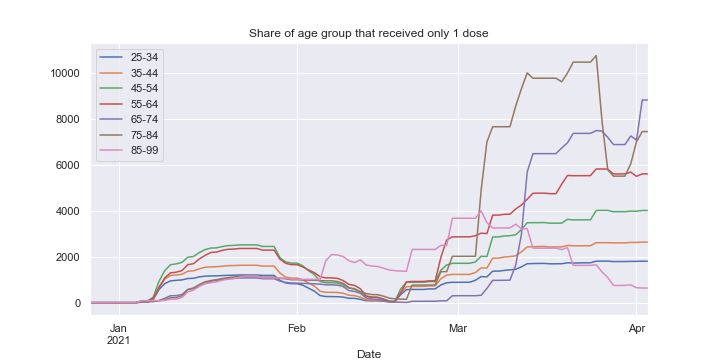 Share of age group that received only 1 dose
25-34
35-44
45-54
55-64
65-74
75-84
85-99
10000
8000
6000
4000
2000
0
Jan
2021
Feb
Mar
Apr
Date